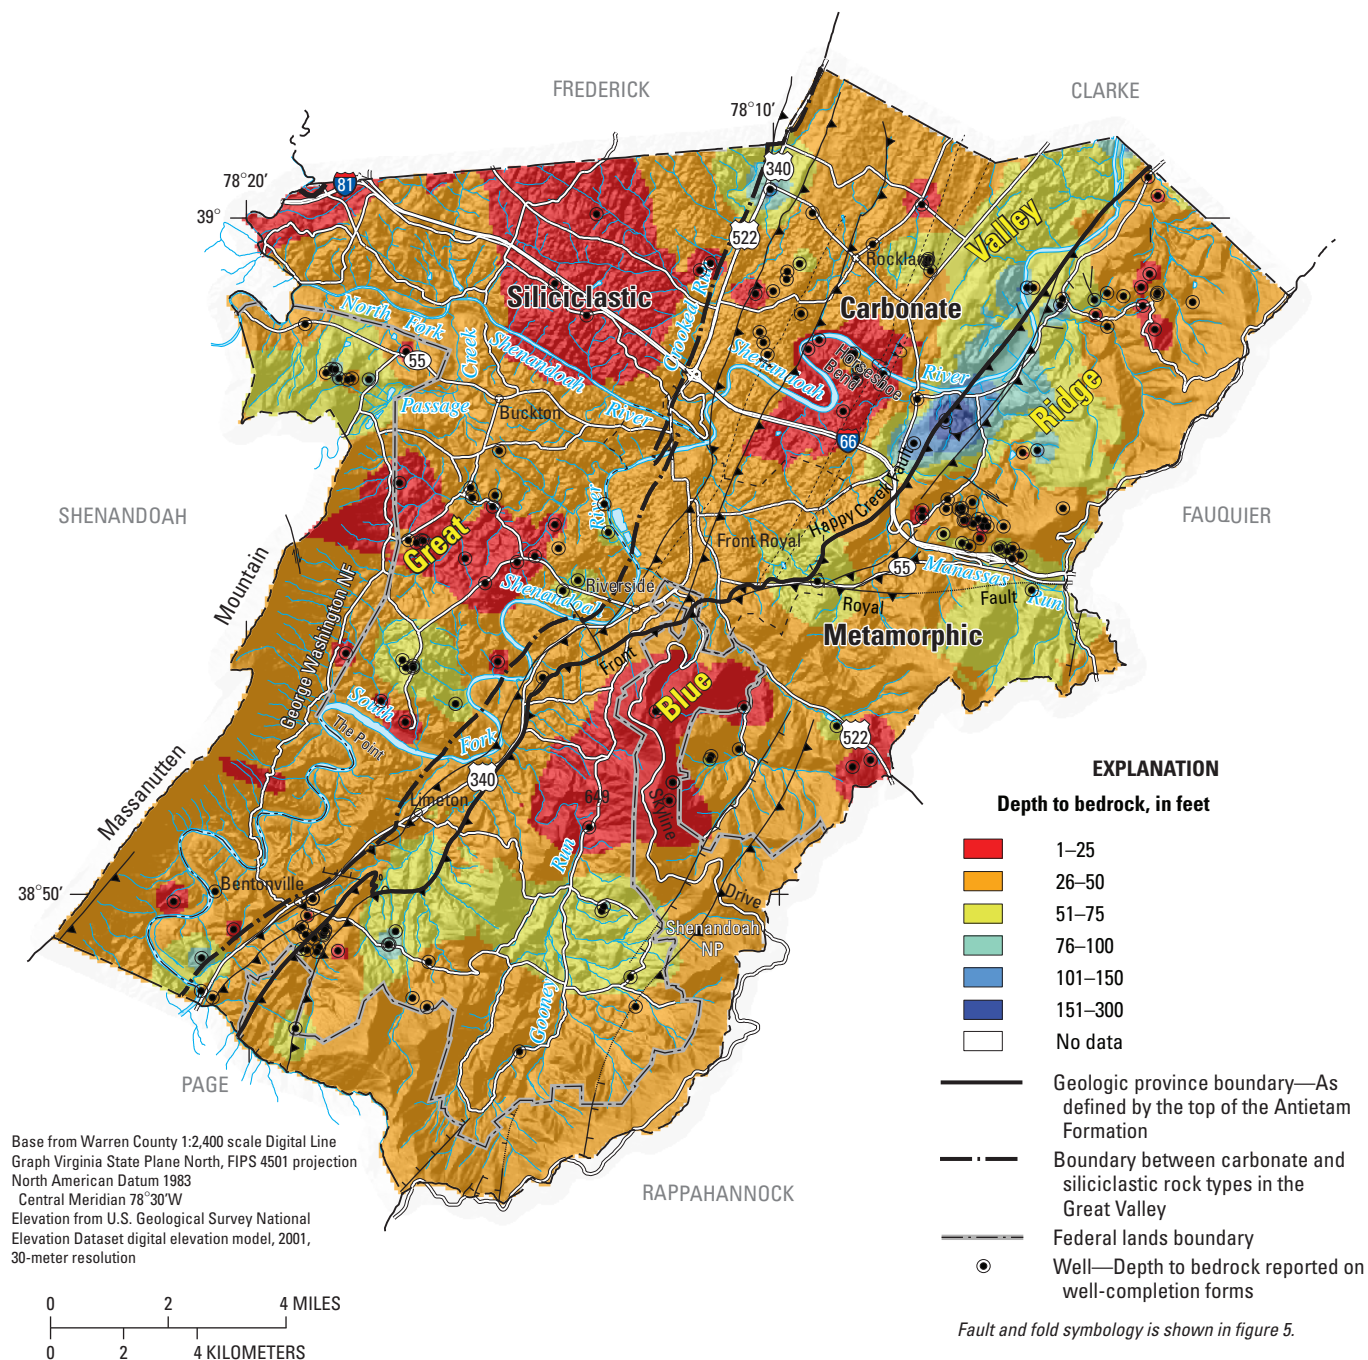 FREDERICK
CLARKE
78°10′
340
78°20′
81
39°
522
Valley
Rockland
Siliciclastic
Crooked Run
Carbonate
North Fork
Shenandoah
River
55
Creek
Shenandoah
River
Horseshoe
Bend
River
Ridge
Passage
Buckton
66
SHENANDOAH
FAUQUIER
Great
River
Happy Creek Fault
Front Royal
55
Manassas
Run
Mountain
George Washington NF
Shenandoah
Riverside
Royal
Fault
Metamorphic
Front
Blue
South
Fork
The Point
522
340
Massanutten
Limeton
649
Skyline
Run
38°50′
Bentonville
Drive
Shenandoah
NP
Gooney
PAGE
RAPPAHANNOCK
EXPLANATION
Depth to bedrock, in feet
1–25
26–50
51–75
76–100
101–150
151–300
No data
Geologic province boundary—As
defined by the top of the Antietam
Formation
Boundary between carbonate and
siliciclastic rock types in the
Great Valley
Federal lands boundary
Well—Depth to bedrock reported on
well-completion forms
Fault and fold symbology is shown in figure 5.
Base from Warren County 1:2,400 scale Digital Line
Graph Virginia State Plane North, FIPS 4501 projection
North American Datum 1983
Central Meridian 78°30′W
Elevation from U.S. Geological Survey National
Elevation Dataset digital elevation model, 2001,
30-meter resolution
0 2 4 MILES
0 2 4 KILOMETERS